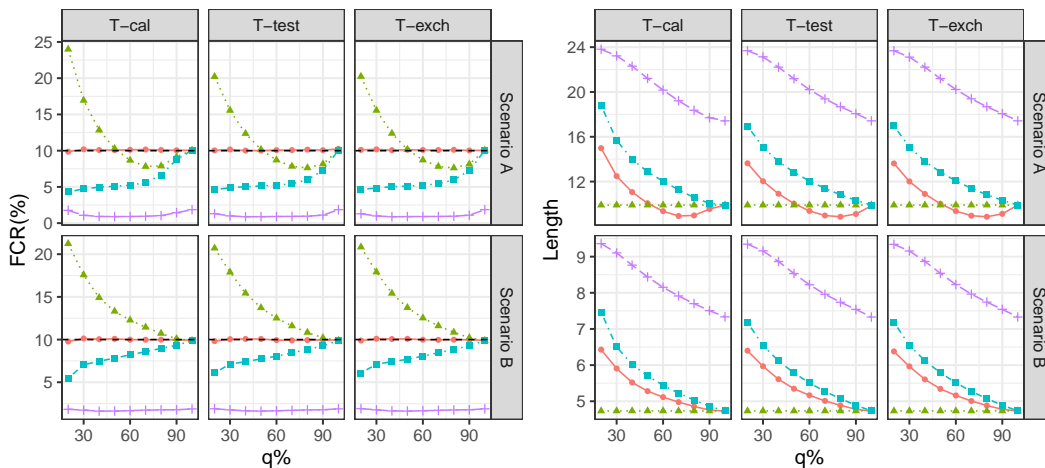 T−cal T−test T−exch
FCR(%)
25
20
15
10
5
0
Scenario A
20
15
10
5
Scenario B
30 60 90 30 60 90 30 60 90
q%
T−cal T−test T−exch
Length
24
20
16
12
Scenario A
9
8
7
6
5
Scenario B
30 60 90 30 60 90 30 60 90
q%